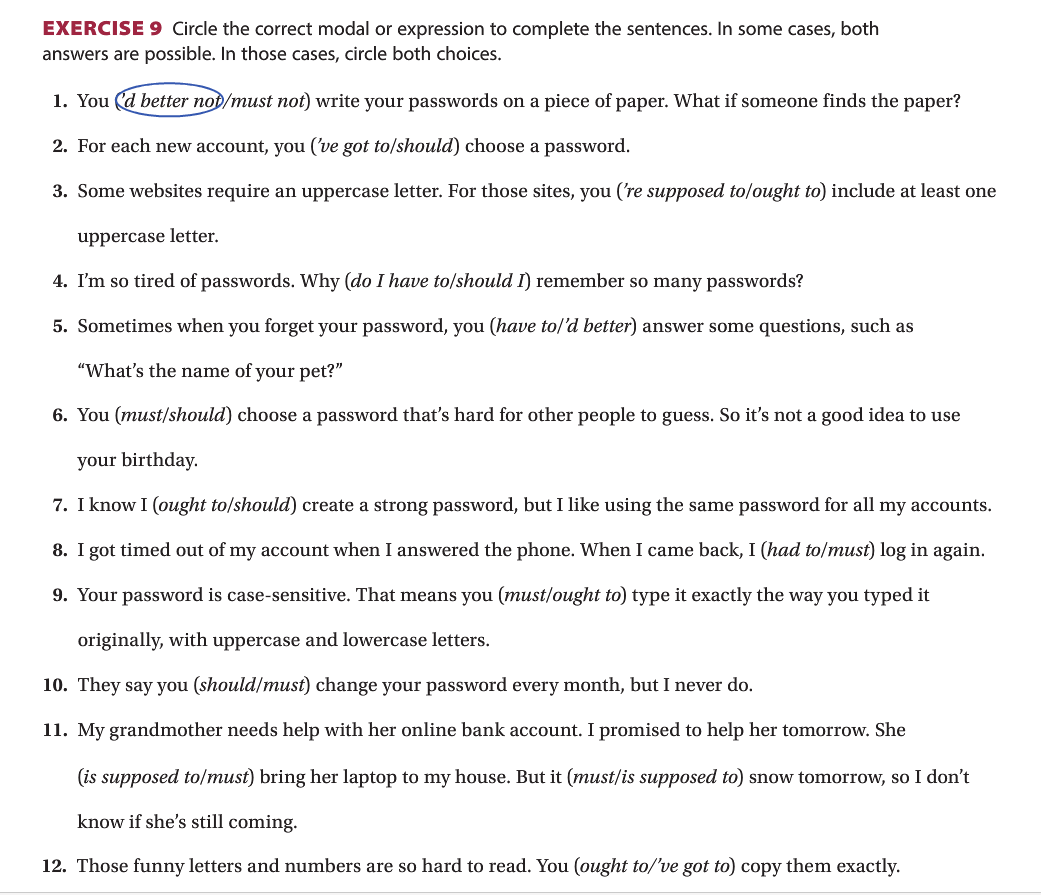 EXERCISE 9 Circle the correct modal or expression to complete the sentences. In some cases, both
answers are possible. In those cases, circle both choices.
1. You (’d better not/must not) write your passwords on a piece of paper. What if someone finds the paper?
2. For each new account, you (’ve got to/should) choose a password.
3. Some websites require an uppercase letter. For those sites, you (’re supposed to/ought to) include at least one
uppercase letter.
4. I’m so tired of passwords. Why (do I have to/should I) remember so many passwords?
5. Sometimes when you forget your password, you (have to/’d better) answer some questions, such as
“What’s the name of your pet?”
6. You (must/should) choose a password that’s hard for other people to guess. So it’s not a good idea to use
your birthday.
7. I know I (ought to/should) create a strong password, but I like using the same password for all my accounts.
8. I got timed out of my account when I answered the phone. When I came back, I (had to/must) log in again.
9. Your password is case-sensitive. That means you (must/ought to) type it exactly the way you typed it
originally, with uppercase and lowercase letters.
10. They say you (should/must) change your password every month, but I never do.
11. My grandmother needs help with her online bank account. I promised to help her tomorrow. She
(is supposed to/must) bring her laptop to my house. But it (must/is supposed to) snow tomorrow, so I don’t
know if she’s still coming.
12. Those funny letters and numbers are so hard to read. You (ought to/’ve got to) copy them exactly.